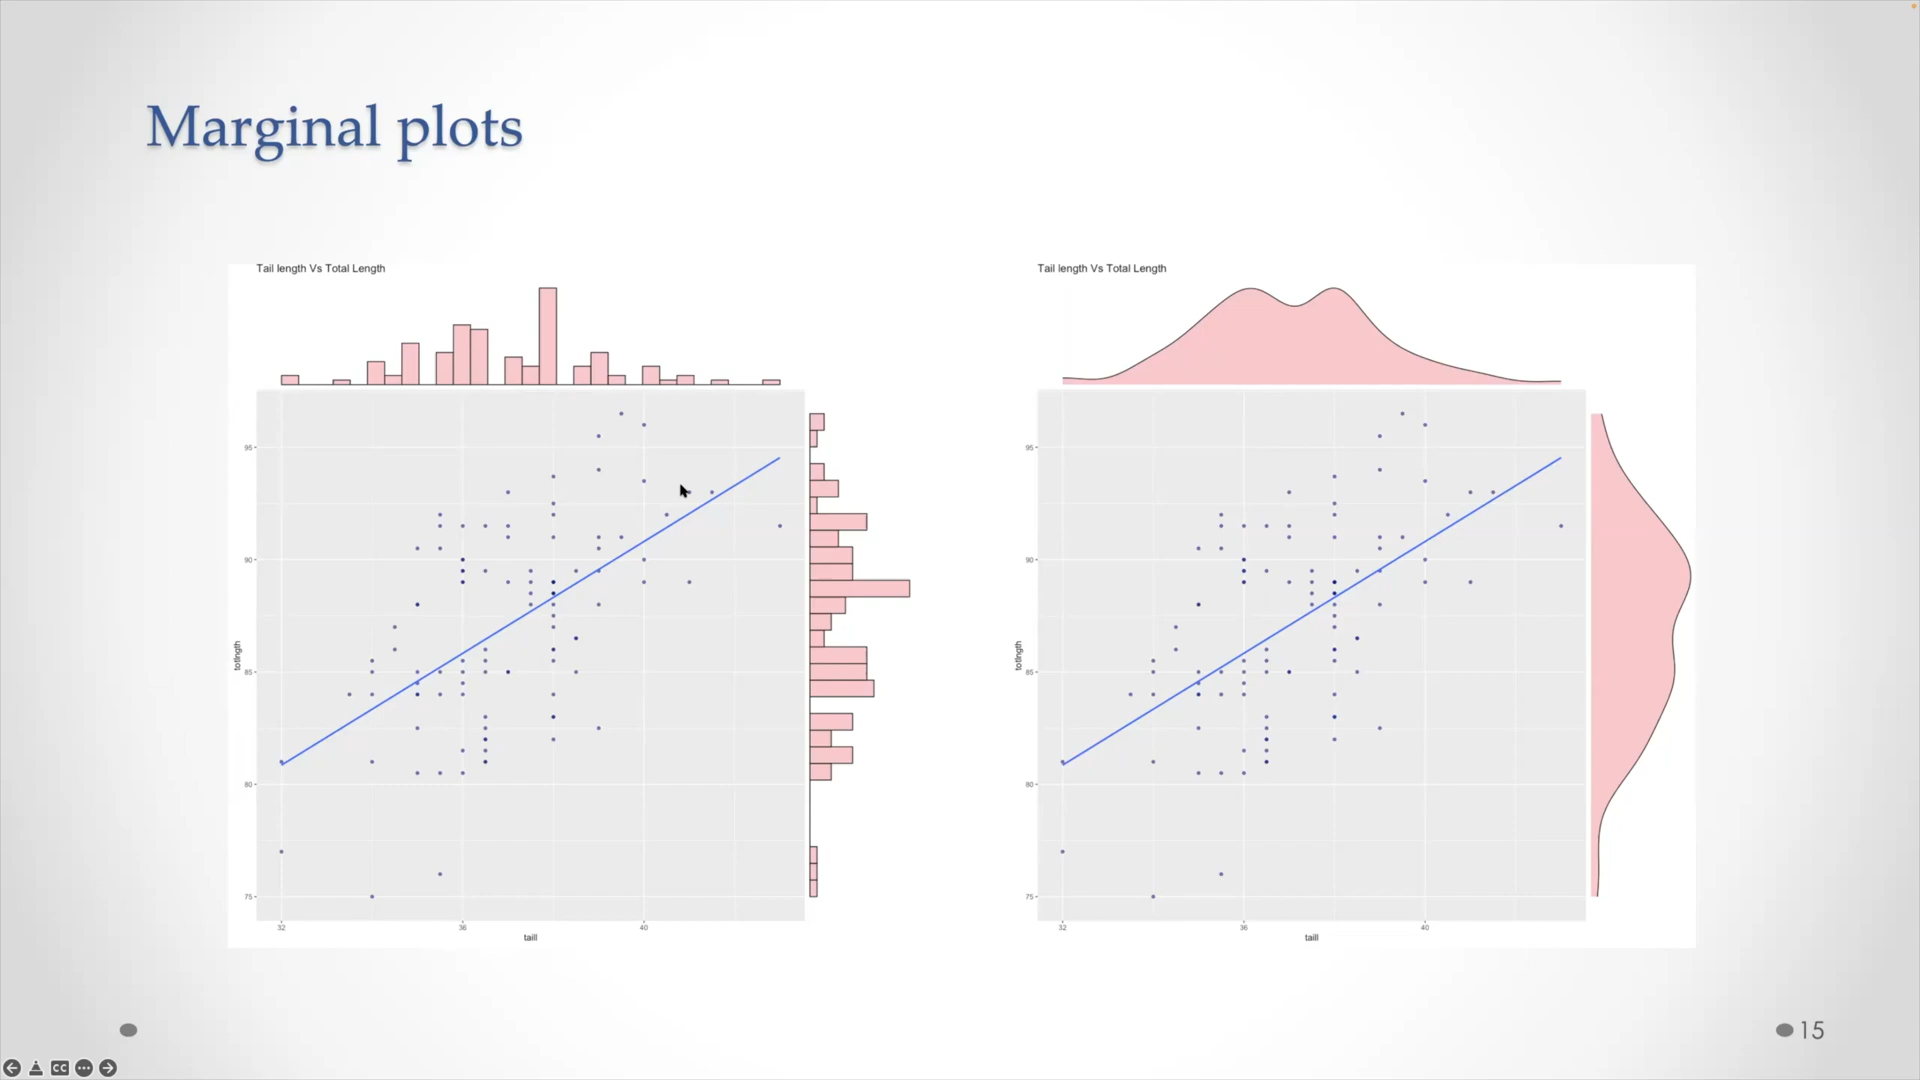 Marginal plots
Tail length Vs Total Length
95
90
85
80
75
totlngth
32
36
40
taill
Tail length Vs Total Length
95
90
85
80
75
totlngth
32
36
40
taill
15
CC